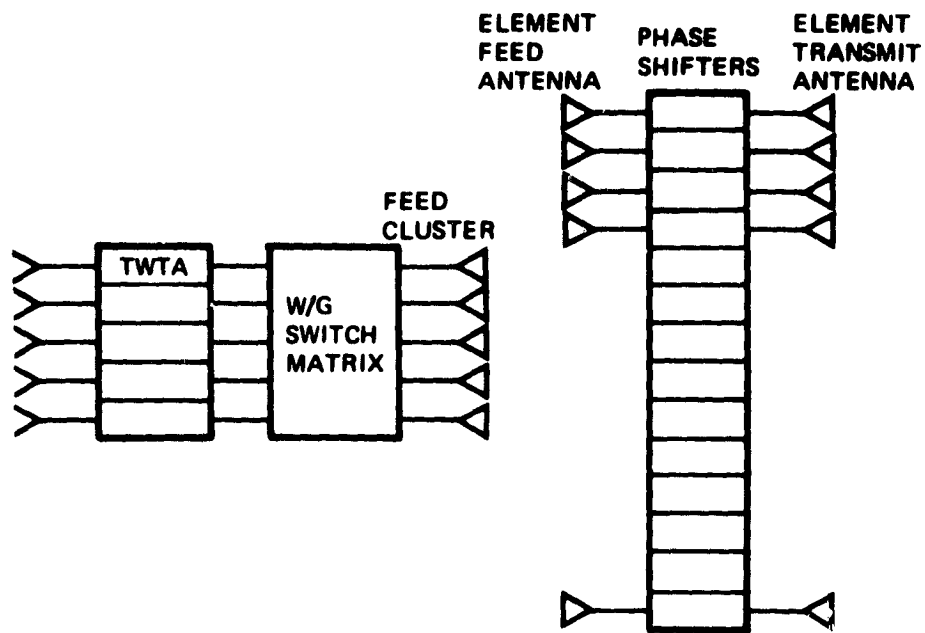 ELEMENT
FEED
ANTENNA
PHASE
SHIFTERS
ELEMENT
TRANSMIT
ANTENNA
FEED
CLUSTER
TWTA
W/G
SWITCH
MATRIX